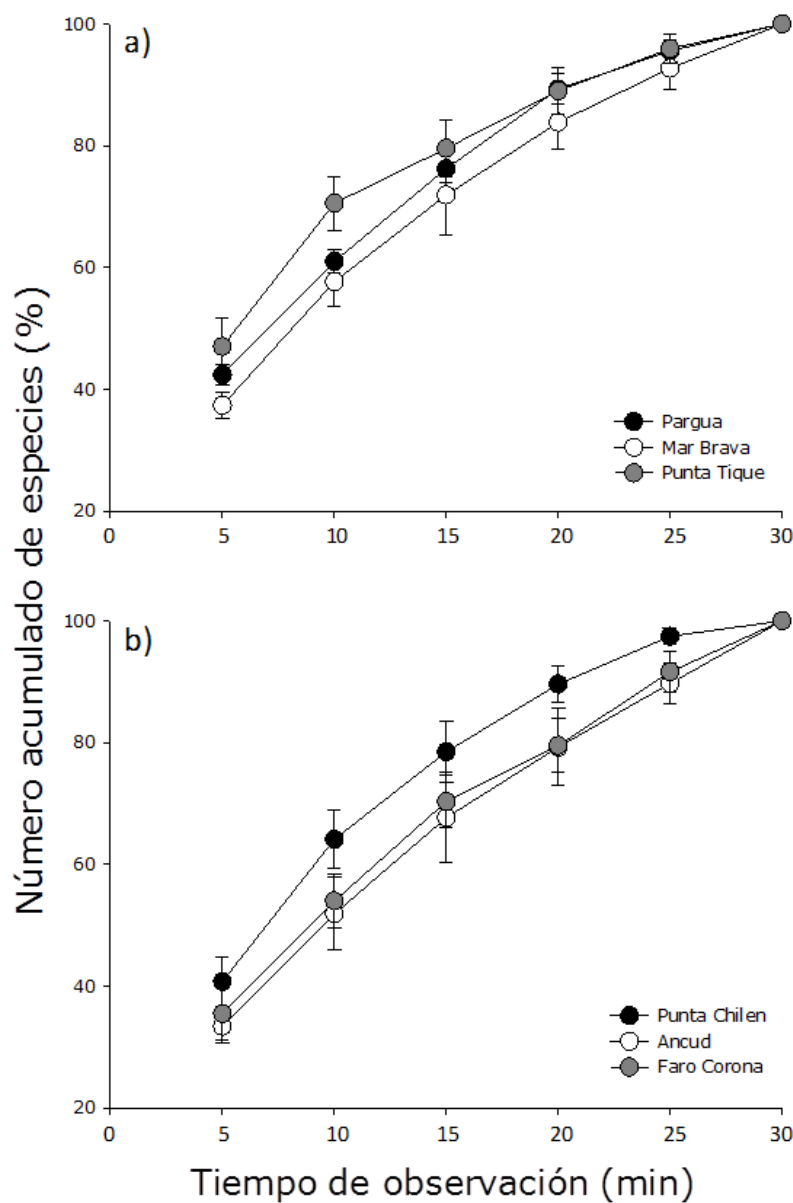 Número acumulado de especies (%)
a)
100
80
60
40
20
0
5
10
15
20
25
30
Pargua
Mar Brava
Punta Tique
b)
100
80
60
40
20
0
5
10
15
20
25
30
Punta Chilen
Ancud
Faro Corona
Tiempo de observación (min)